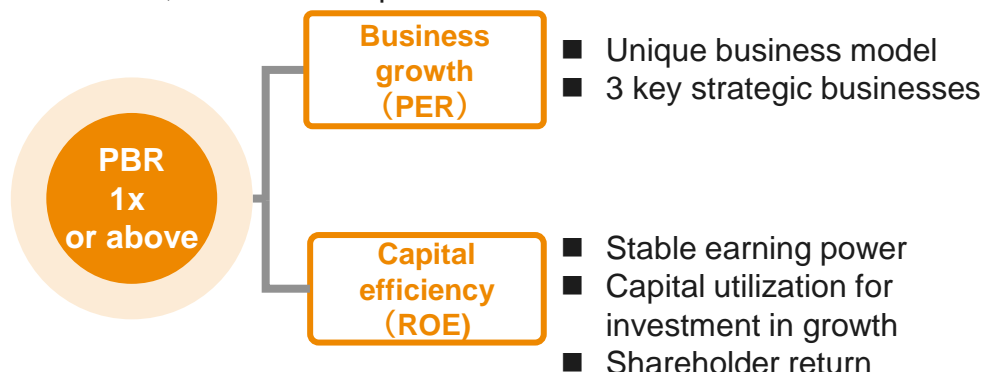 PBR
1x
or above
Business
growth
（PER）
■ Unique business model
■ 3 key strategic businesses
Capital
efficiency
（ROE)
■ Stable earning power
■ Capital utilization for
investment in growth
■ Shareholder return